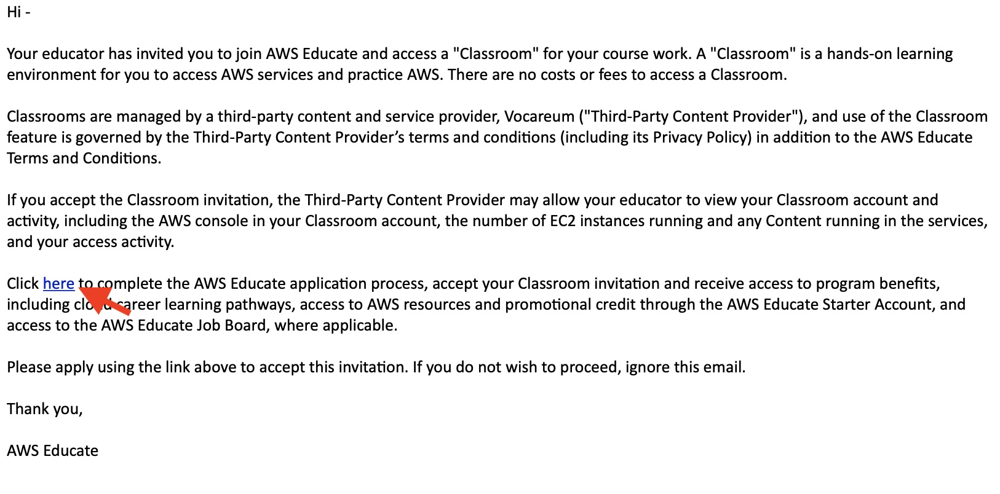 Hi -
Your educator has invited you to join AWS Educate and access a "Classroom" for your course work. A "Classroom" is a hands-on learning
environment for you to access AWS services and practice AWS. There are no costs or fees to access a Classroom.
Classrooms are managed by a third-party content and service provider, Vocareum ("Third-Party Content Provider"), and use of the Classroom
feature is governed by the Third-Party Content Provider’s terms and conditions (including its Privacy Policy) in addition to the AWS Educate
Terms and Conditions.
If you accept the Classroom invitation, the Third-Party Content Provider may allow your educator to view your Classroom account and
activity, including the AWS console in your Classroom account, the number of EC2 instances running and any Content running in the services,
and your access activity.
Click here to complete the AWS Educate application process, accept your Classroom invitation and receive access to program benefits,
including cloud career learning pathways, access to AWS resources and promotional credit through the AWS Educate Starter Account, and
access to the AWS Educate Job Board, where applicable.
Please apply using the link above to accept this invitation. If you do not wish to proceed, ignore this email.
Thank you,
AWS Educate